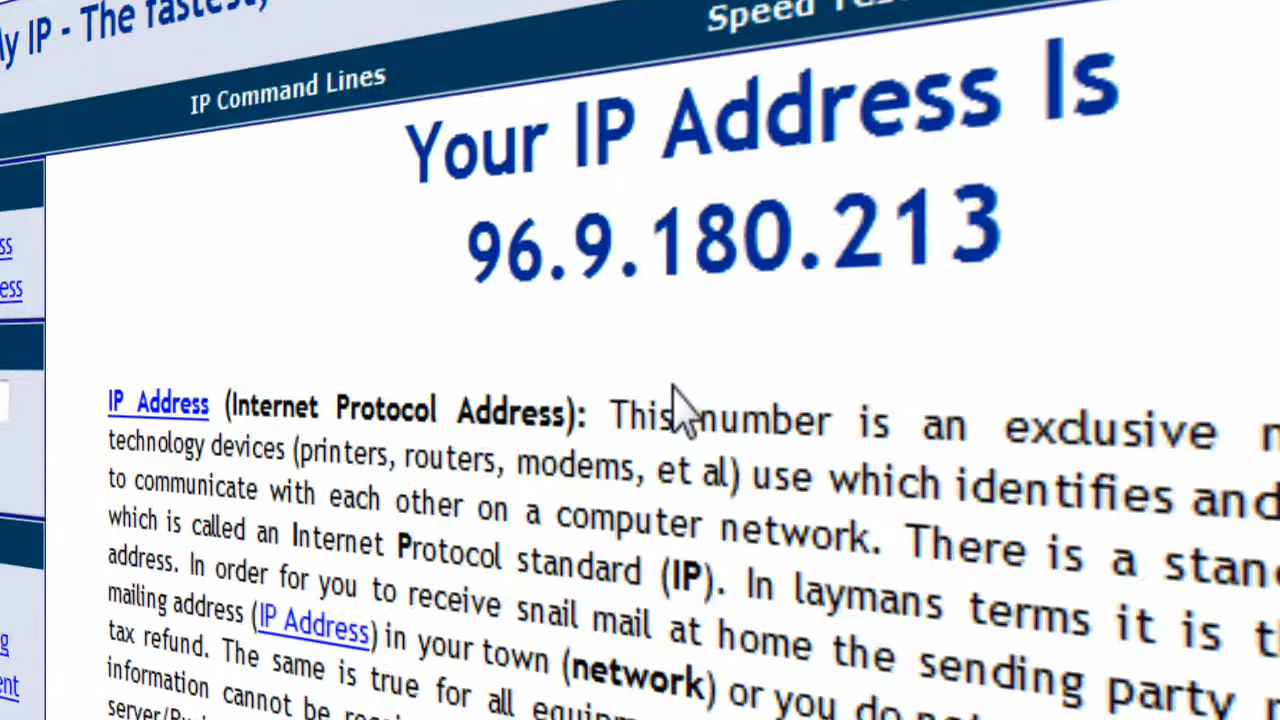 My IP - The fastest,
Speed Test
IP Command Lines
Your IP Address Is
96.9.180.213
IP Address (Internet Protocol Address): This number is an exclusive
technology devices (printers, routers, modems, et al) use which identifies and
to communicate with each other on a computer network. There is a
which is called an Internet Protocol standard (IP). In laymans terms it is
address. In order for you to receive snail mail at home the sending party
mailing address (IP Address) in your town (network) or you do not
tax refund. The same is true for all
information cannot be